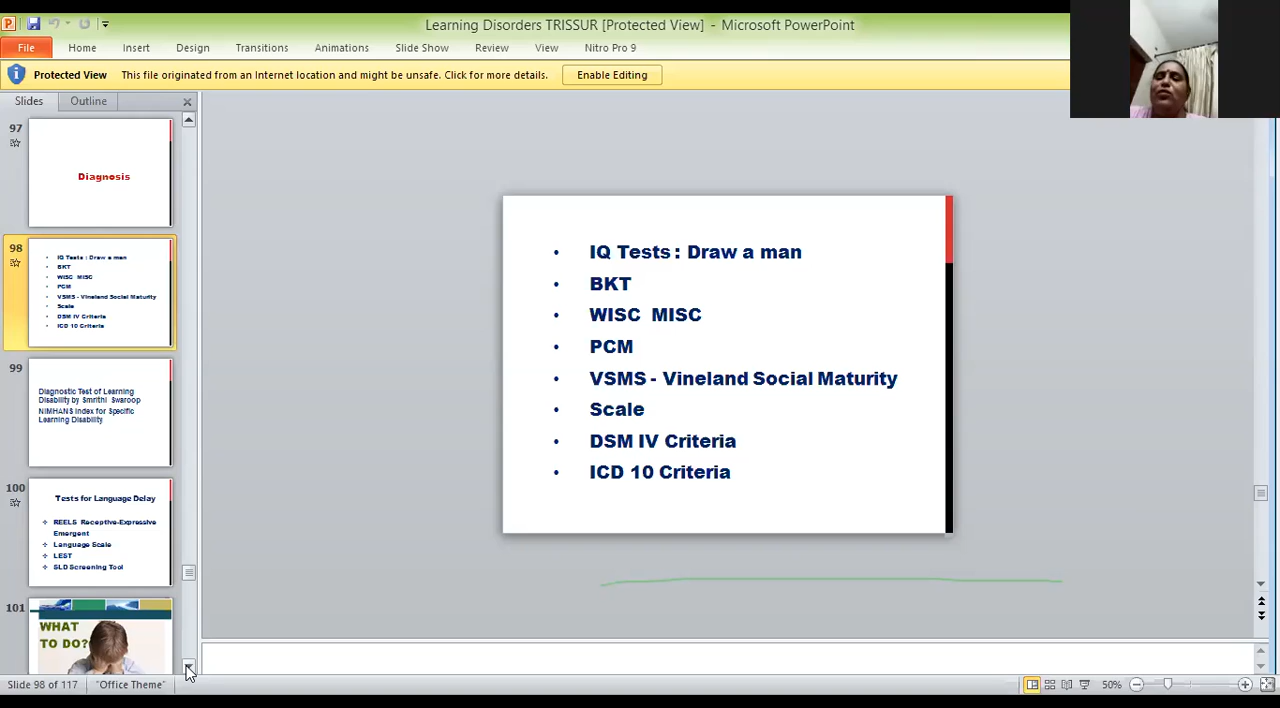 Learning Disorders TRISSUR [Protected View] - Microsoft PowerPoint
File Home Insert Design Transitions Animations Slide Show Review View Nitro Pro 9
Protected View This file originated from an Internet location and might be unsafe. Click for more details. Enable Editing
Slides Outline
97
Diagnosis
98
• IQ Tests : Draw a man
• BKT
• WISC MISC
• PCM
• VSMS - Vineland Social Maturity
• Scale
• DSM IV Criteria
• ICD 10 Criteria
99
Diagnostic Test of Learning
Disability by Smrithi Swaroop
NIMHANS Index for Specific
Learning Disability
100
Tests for Language Delay
REELS Receptive-Expressive
Emergent
Language Scale
LEST
SLD Screening Tool
101
WHAT
TO DO?
• IQ Tests : Draw a man
• BKT
• WISC MISC
• PCM
• VSMS - Vineland Social Maturity
• Scale
• DSM IV Criteria
• ICD 10 Criteria
Slide 98 of 117 "Office Theme" 50%